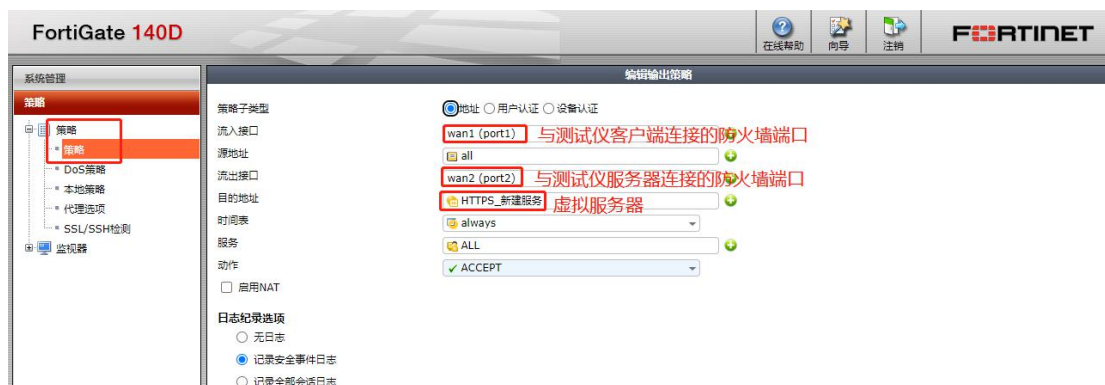 FortiGate 140D
在线帮助 向导 注销
FORTINET
系统管理
编辑输出策略
策略
策略
策略
DoS策略
本地策略
代理选项
SSL/SSH检测
监视器
策略子类型 地址 用户认证 设备认证
流入接口 wan1 (port1) 与测试仪客户端连接的防火墙端口
源地址 all
流出接口 wan2 (port2) 与测试仪服务器连接的防火墙端口
目的地址 HTTPS_新建服务 虚拟服务器
时间表 always
服务 ALL
动作 ACCEPT
启用NAT
日志纪录选项
无日志
记录安全事件日志
记录全部会话日志